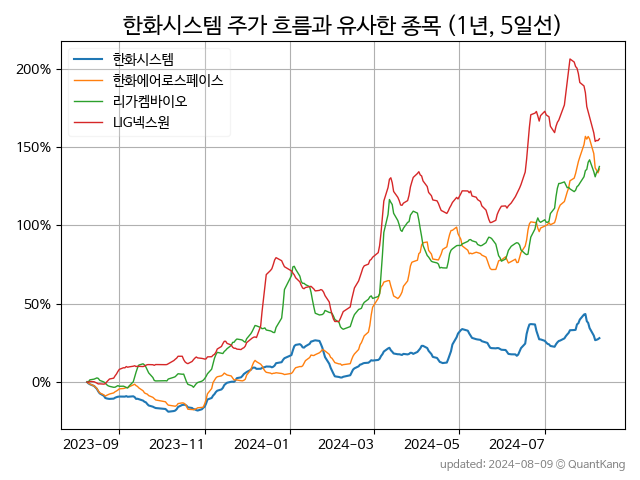 한화시스템 주가 흐름과 유사한 종목 (1년, 5일선)
한화시스템
한화에어로스페이스
리가켐바이오
LIG넥스원
200%
150%
100%
50%
0%
2023-09 2023-11 2024-01 2024-03 2024-05 2024-07
updated: 2024-08-09 © QuantKang